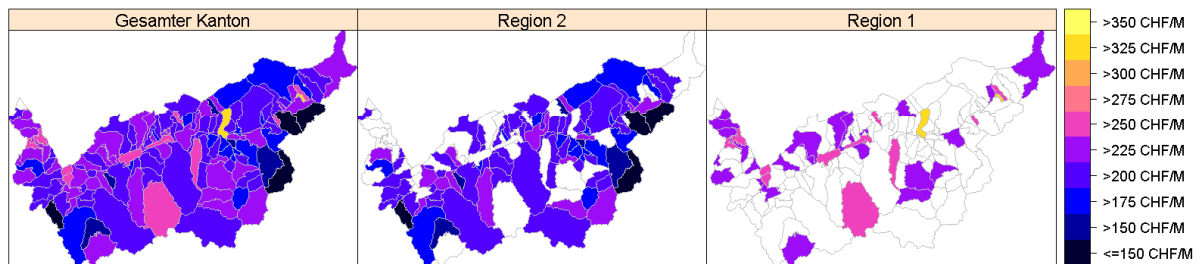 Gesamter Kanton
Region 2
Region 1
>350 CHF/M
>325 CHF/M
>300 CHF/M
>275 CHF/M
>250 CHF/M
>225 CHF/M
>200 CHF/M
>175 CHF/M
>150 CHF/M
<=150 CHF/M